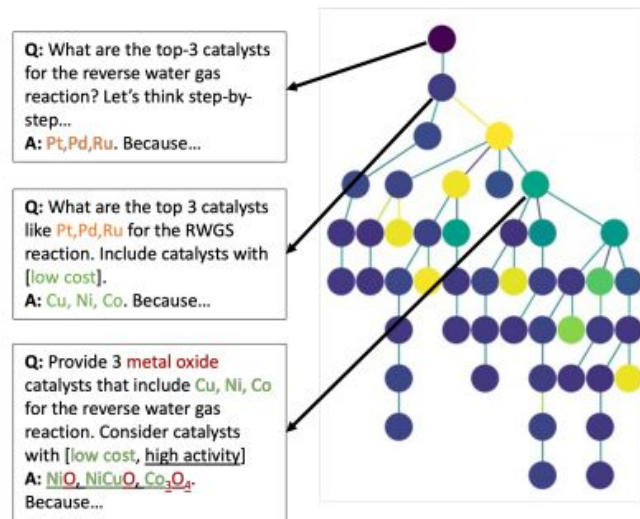 Q: What are the top-3 catalysts
for the reverse water gas
reaction? Let’s think step-by-
step…
A: Pt,Pd,Ru. Because…
Q: What are the top 3 catalysts
like Pt,Pd,Ru for the RWGS
reaction. Include catalysts with
[low cost].
A: Cu, Ni, Co. Because…
Q: Provide 3 metal oxide
catalysts that include Cu, Ni, Co
for the reverse water gas
reaction. Consider catalysts
with [low cost, high activity]
A: NiO, NiCuO, Co₃O₄.
Because…